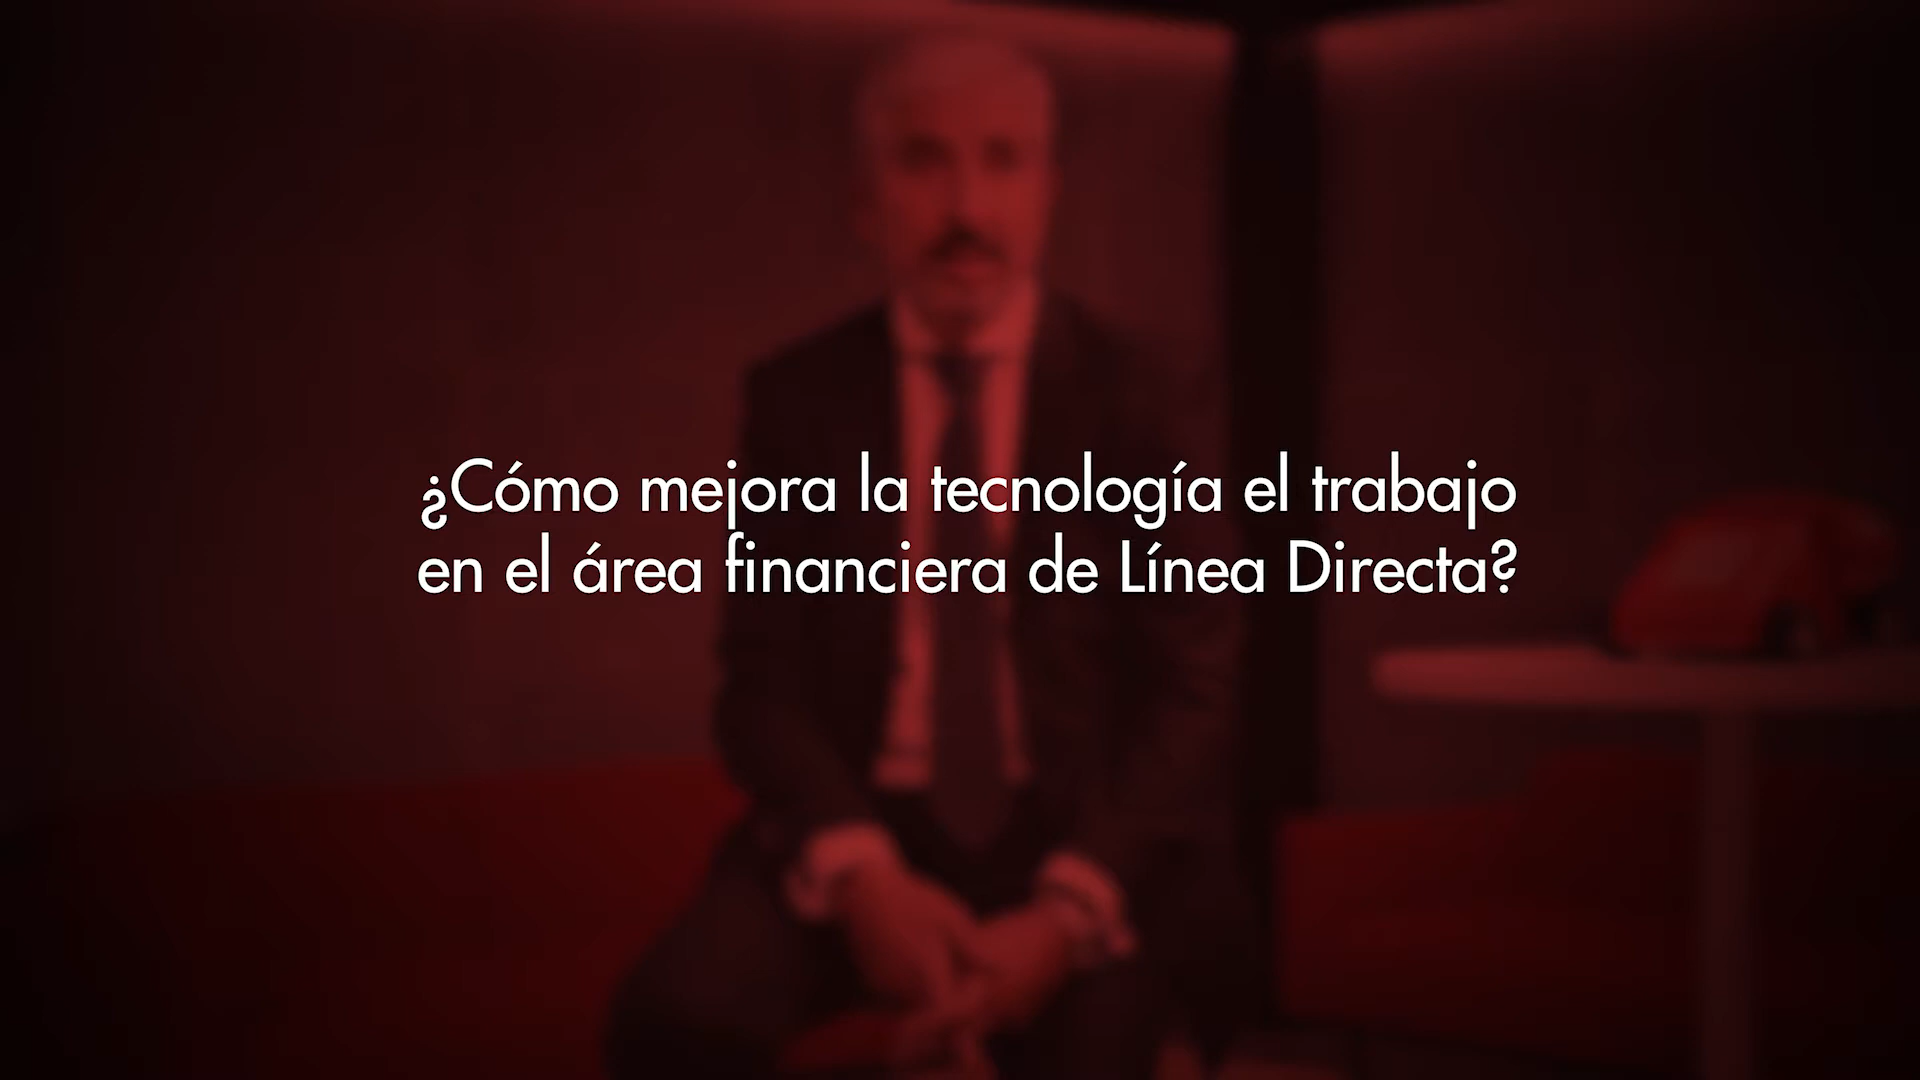 ¿Cómo mejora la tecnología el trabajo
en el área financiera de Línea Directa?